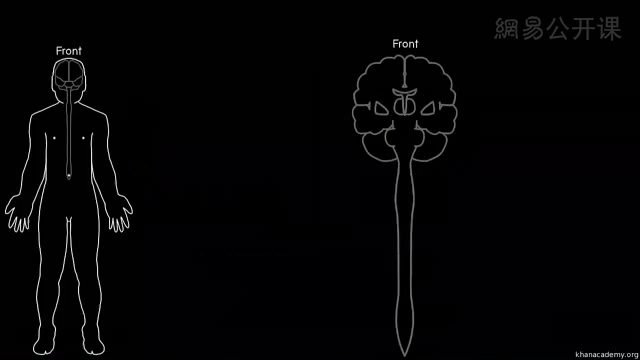 網易公开课
Front
Front
khanacademy.org